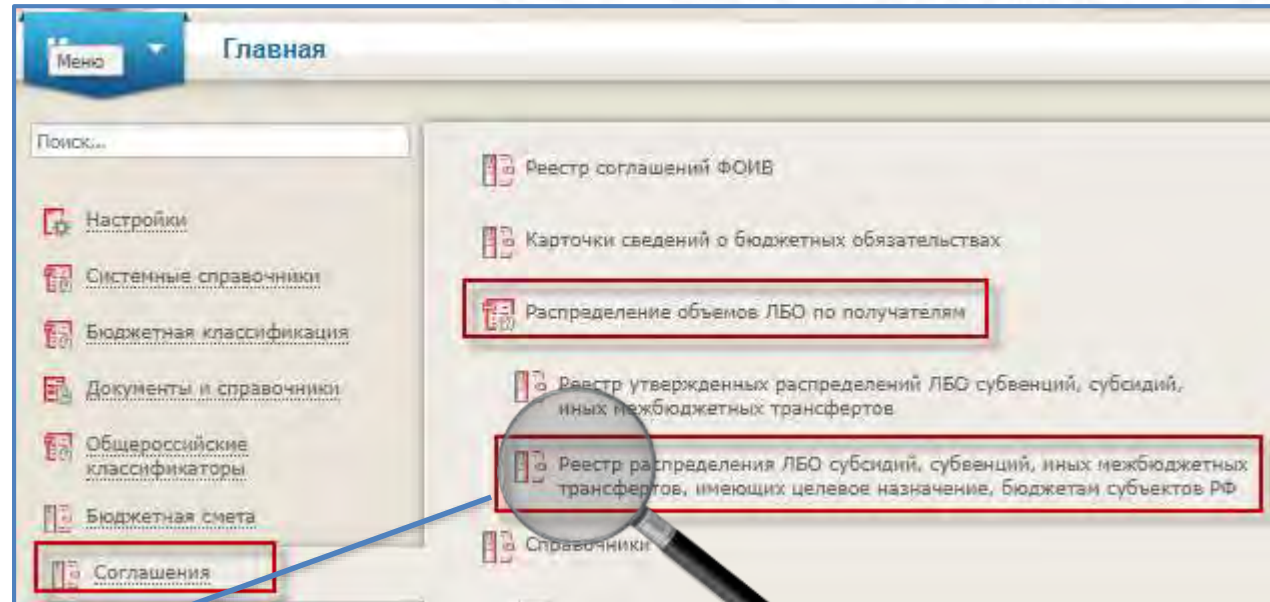 Меню
Главная
Поиск...
Настройки
Системные справочники
Бюджетная классификация
Документы и справочники
Общероссийские
классификаторы
Бюджетная смета
Соглашения
Реестр соглашений ФОИВ
Карточки сведений о бюджетных обязательствах
Распределение объемов ЛБО по получателям
Реестр утвержденных распределений ЛБО субвенций, субсидий,
иных межбюджетных трансфертов
Реестр распределения ЛБО субсидий, субвенций, иных межбюджетных
трансфертов, имеющих целевое назначение, бюджетам субъектов РФ
Справочники